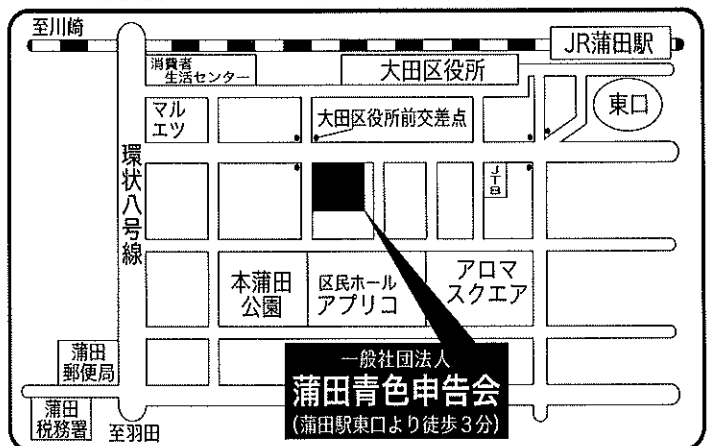 至川崎
JR蒲田駅
消費者
生活センター
大田区役所
東口
マル
エツ
大田区役所前交差点
環状八号線
JTB
本蒲田
公園
区民ホール
アプリコ
アロマ
スクエア
蒲田
郵便局
一般社団法人
蒲田青色申告会
(蒲田駅東口より徒歩3分)
蒲田
税務署
至羽田